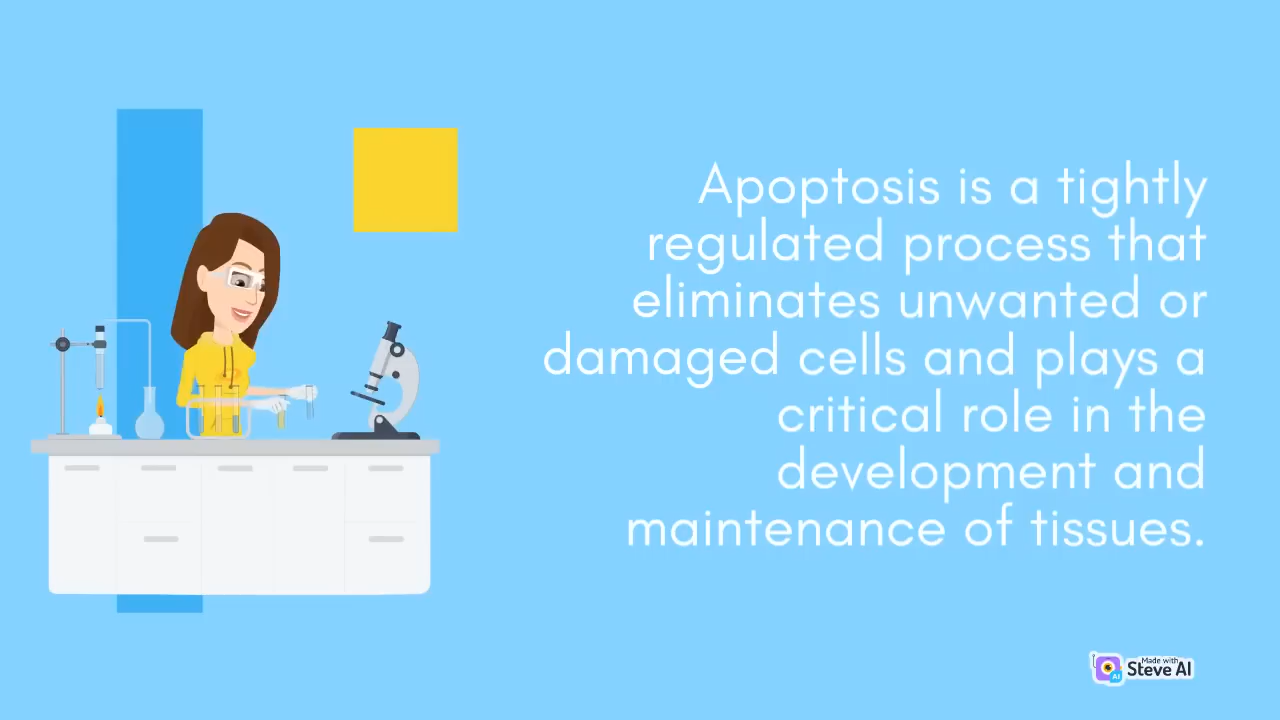 Apoptosis is a tightly
regulated process that
eliminates unwanted or
damaged cells and plays a
critical role in the
development and
maintenance of tissues.
Made with
Steve AI
AI